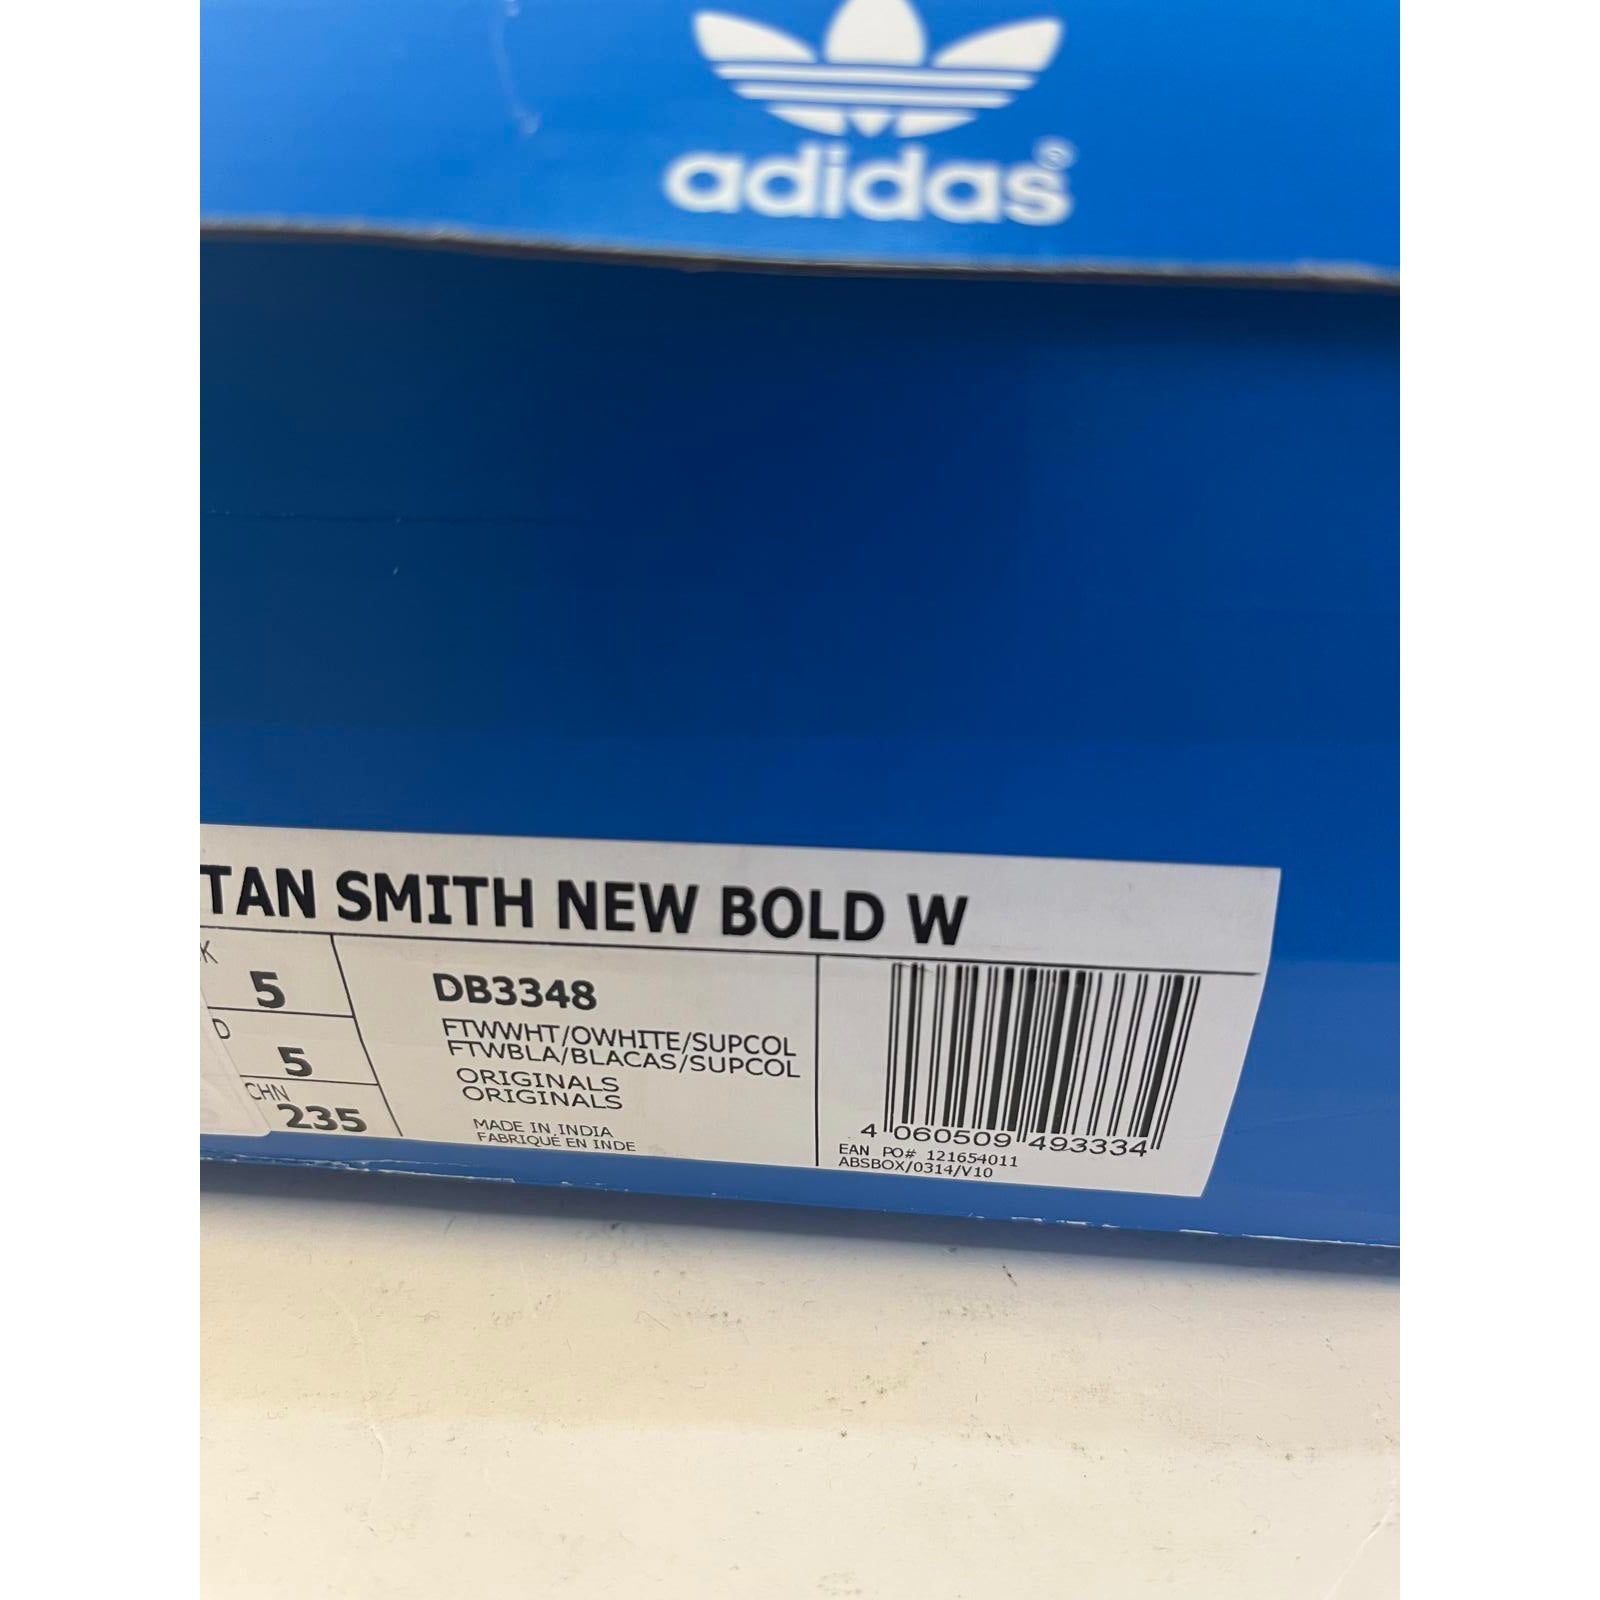 adidas®
TAN SMITH NEW BOLD W
K
5
DB3348
FTWWHT/OWHITE/SUPCOL
FTWBLA/BLACAS/SUPCOL
D
5
ORIGINALS
ORIGINALS
CHN
235
MADE IN INDIA
FABRIQUÉ EN INDE
4 060509 493334
EAN PO# 121654011
ABSBOX/0314/V10